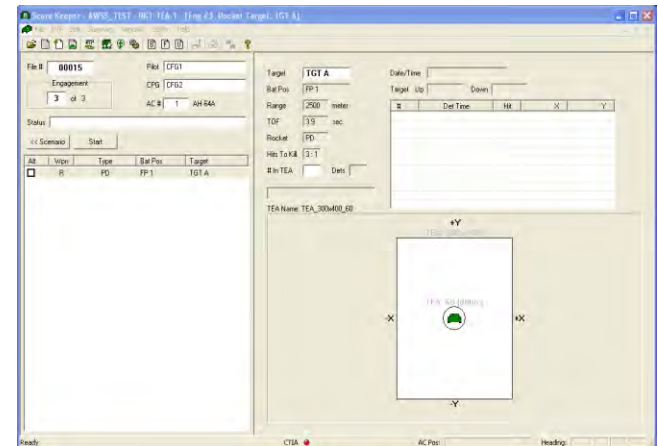 Score Keeper - AWSS_TEST - RKT TEA 1 - [Eng #3, Rocket Target, TGT A]
File #
00015
Pilot
CFG1
Engagement
3 of 3
CPG
CFG2
AC #
1
AH-64A
Status
<< Scenario
Start
Alt
Wpn
Type
Bat Pos
Target
R
PD
FP 1
TGT A
Target
TGT A
Bat Pos
FP 1
Range
2500
meter
TOF
3.9
sec.
Rocket
PD
Hits To Kill
3 : 1
# In TEA
Dets
TEA Name: TEA_300x400_60
Date/Time
Target Up
Down
#
Det Time
Hit
X
Y
+Y
-X
+X
-Y
Ready
CTIA
AC Pos:
Heading: